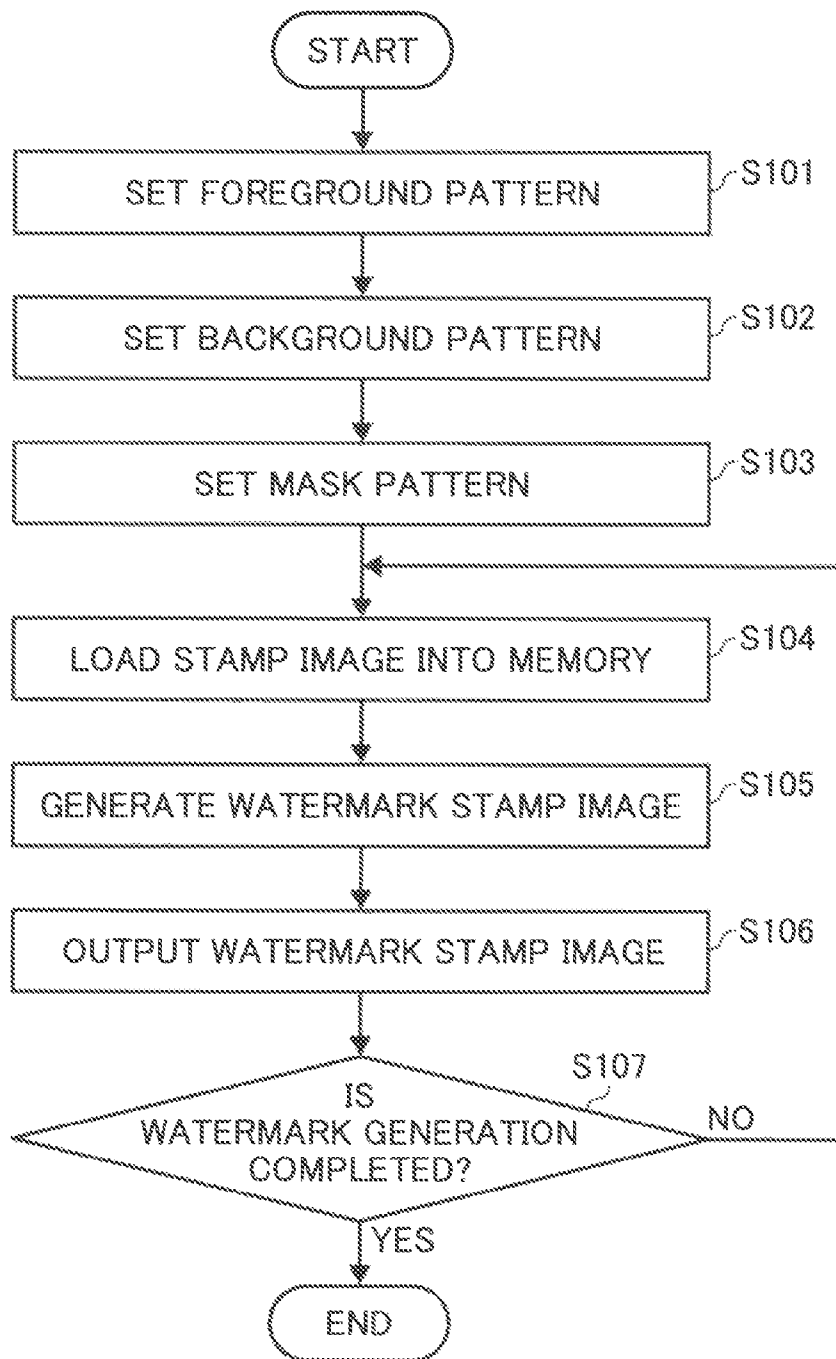 START
SET FOREGROUND PATTERN
S101
SET BACKGROUND PATTERN
S102
SET MASK PATTERN
S103
LOAD STAMP IMAGE INTO MEMORY
S104
GENERATE WATERMARK STAMP IMAGE
S105
OUTPUT WATERMARK STAMP IMAGE
S106
S107
IS
WATERMARK GENERATION
COMPLETED?
NO
YES
END